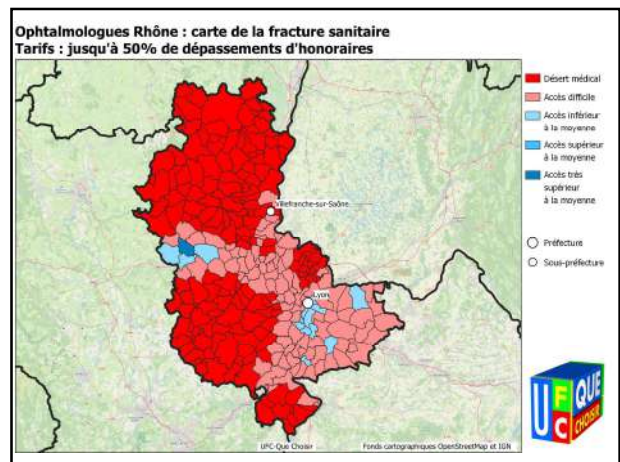 Ophtalmologues Rhône : carte de la fracture sanitaire
Tarifs : jusqu'à 50% de dépassements d'honoraires
Désert médical
Accès difficile
Accès inférieur
à la moyenne
Accès supérieur
à la moyenne
Accès très
supérieur
à la moyenne
Préfecture
Sous-préfecture
Villefranche-sur-Saône
Lyon
UFC
QUE
CHOISIR
UFC-Que Choisir
Fonds cartographiques OpenStreetMap et IGN